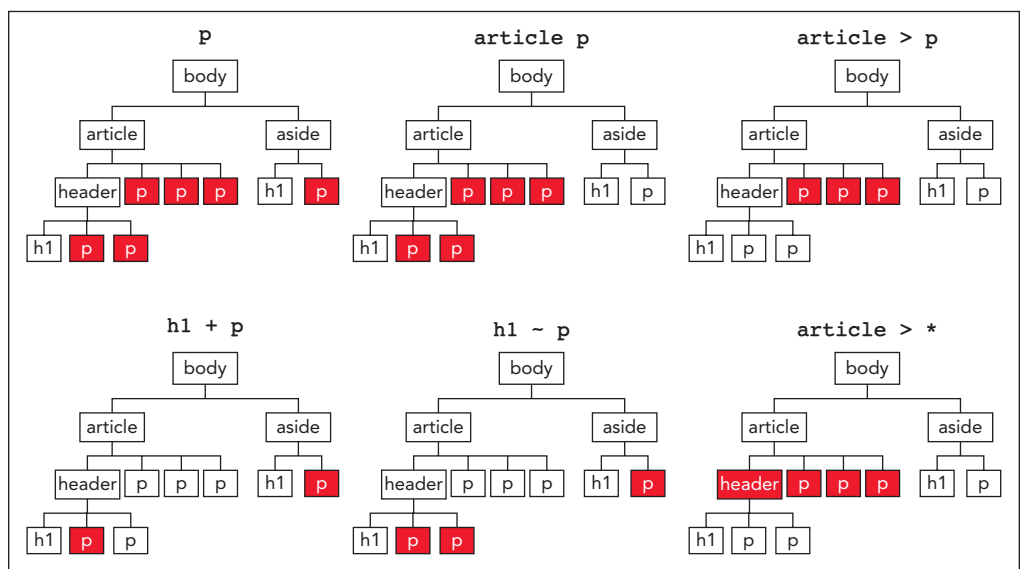 p article p article > p
body body body
article aside article aside article aside
header p p p h1 p header p p p h1 p header p p p h1 p
h1 p p h1 p p h1 p p
h1 + p h1 ~ p article > *
body body body
article aside article aside article aside
header p p p h1 p header p p p h1 p header p p p h1 p
h1 p p h1 p p h1 p p